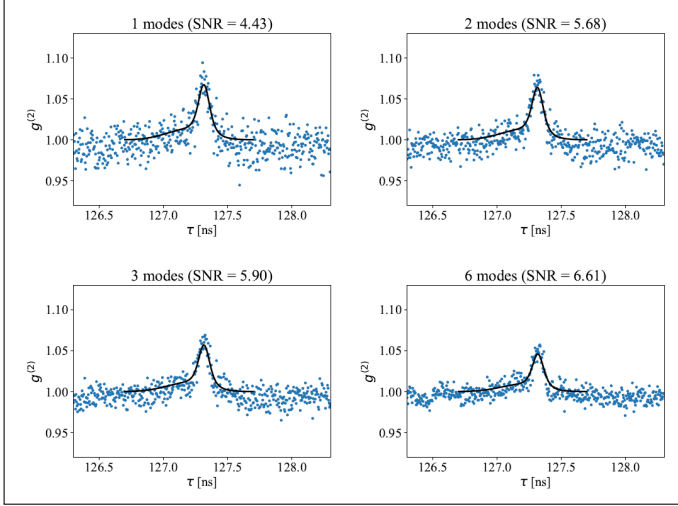 1 modes (SNR = 4.43)
1.10
1.05
1.00
0.95
g⁽²⁾
126.5 127.0 127.5 128.0
τ [ns]
2 modes (SNR = 5.68)
1.10
1.05
1.00
0.95
g⁽²⁾
126.5 127.0 127.5 128.0
τ [ns]
3 modes (SNR = 5.90)
1.10
1.05
1.00
0.95
g⁽²⁾
126.5 127.0 127.5 128.0
τ [ns]
6 modes (SNR = 6.61)
1.10
1.05
1.00
0.95
g⁽²⁾
126.5 127.0 127.5 128.0
τ [ns]